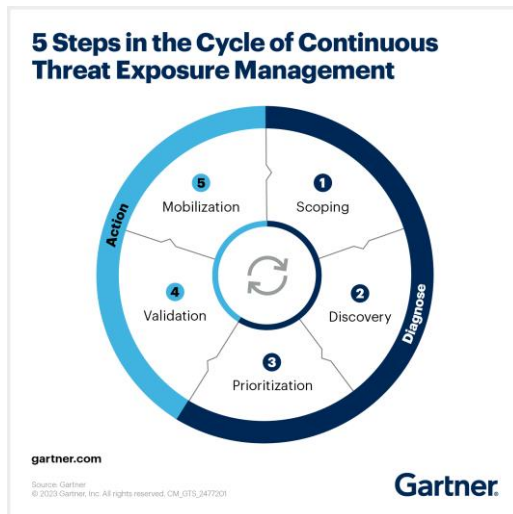 5 Steps in the Cycle of Continuous
Threat Exposure Management
5
Mobilization
1
Scoping
Action
4
Validation
2
Discovery
Diagnose
3
Prioritization
gartner.com
Source: Gartner
© 2023 Gartner, Inc. All rights reserved. CM_GTS_2477201
Gartner.